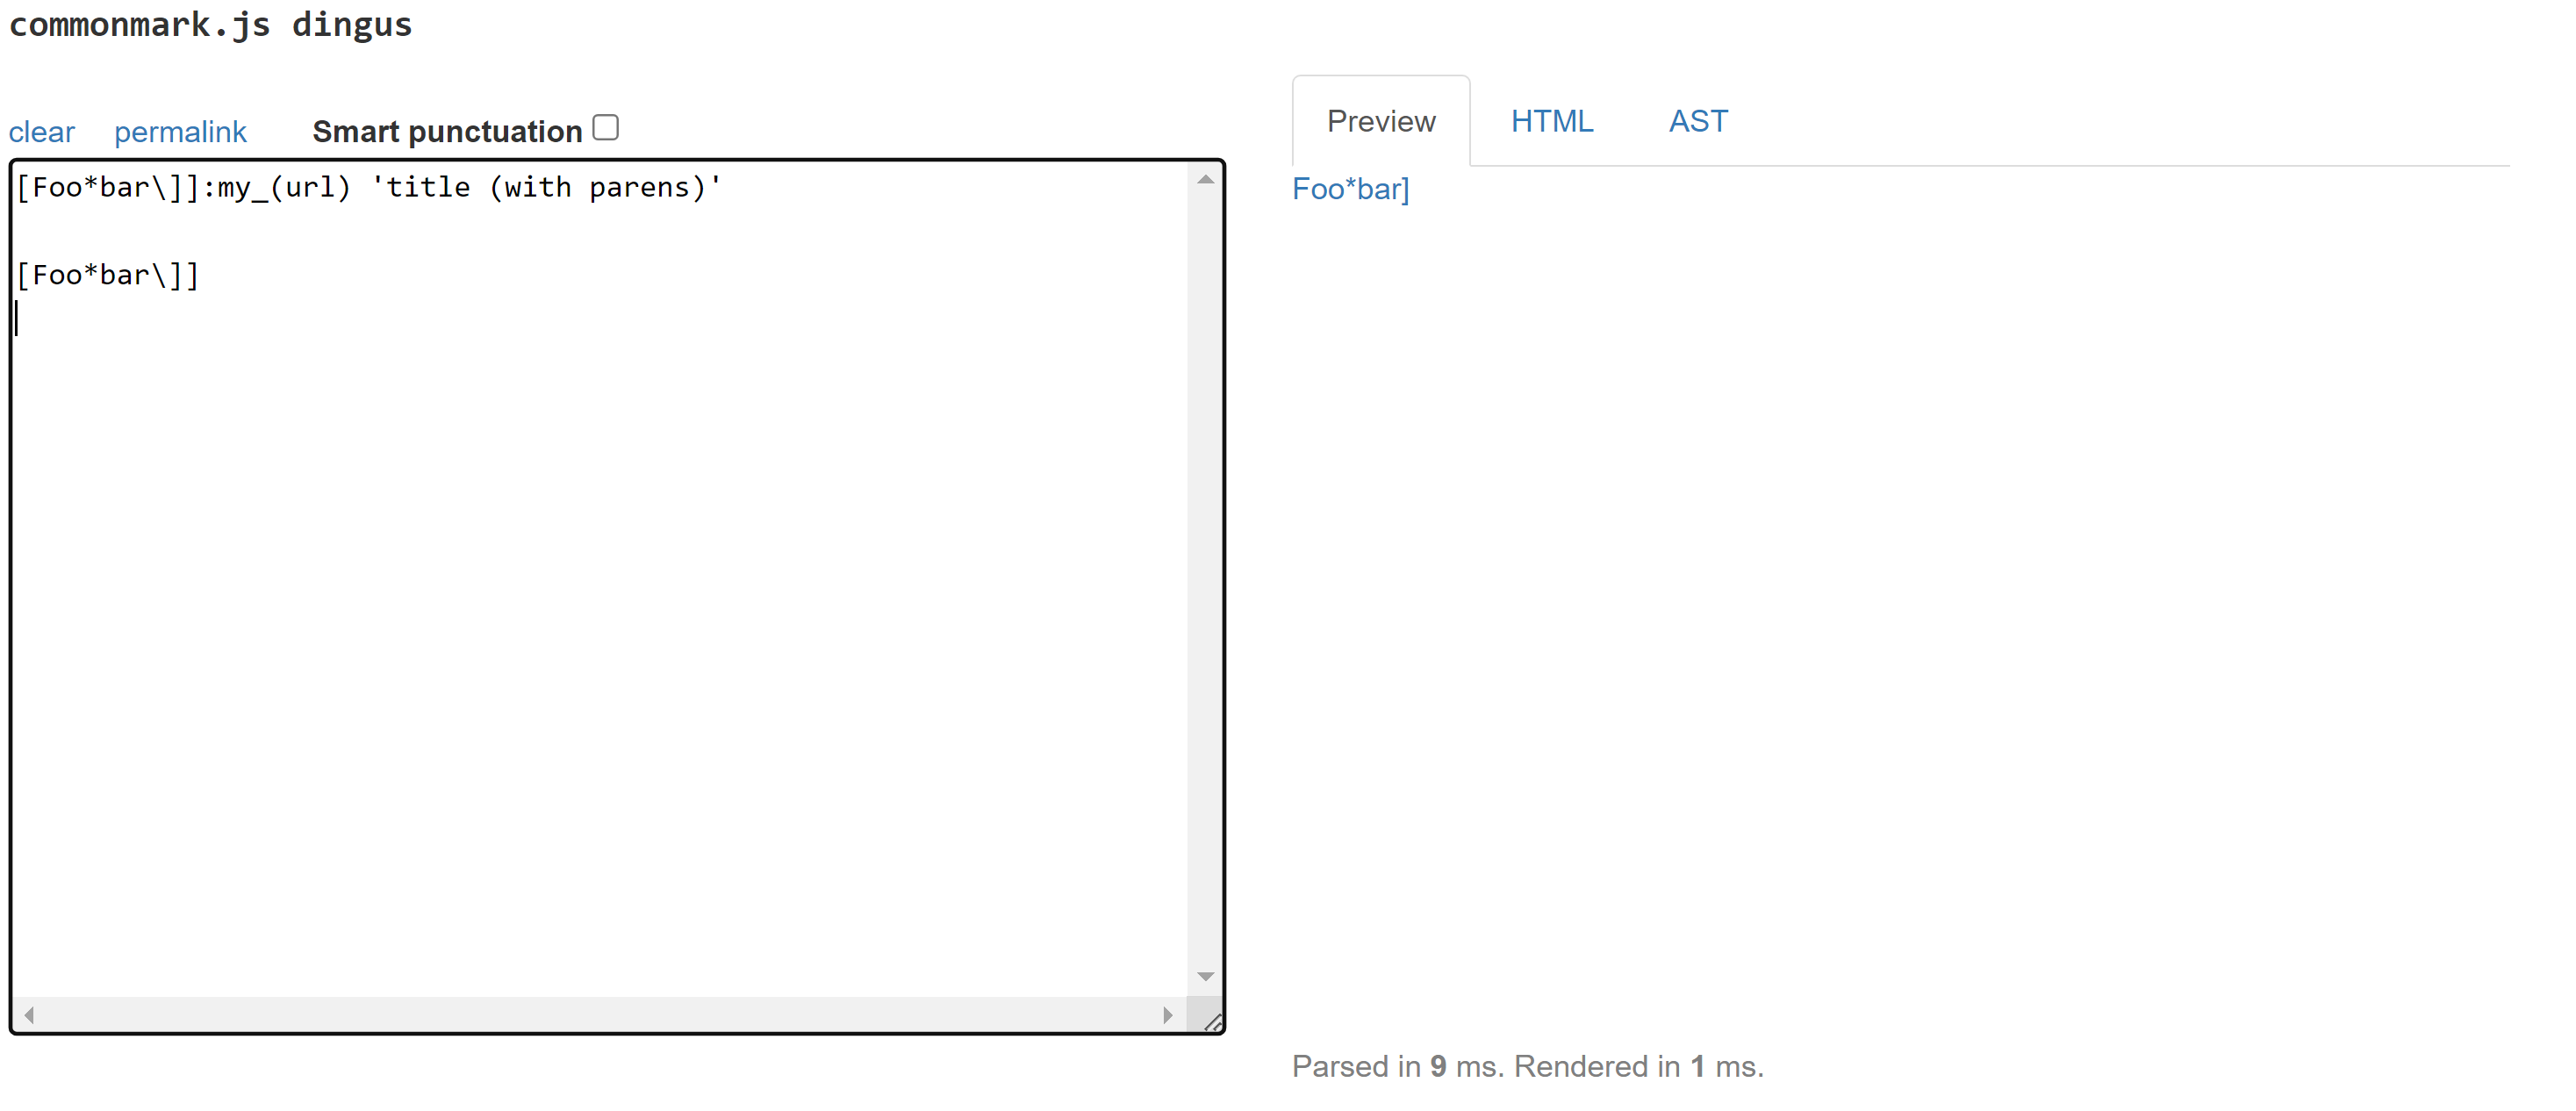 commonmark.js dingus
clear permalink Smart punctuation
[Foo*bar\]]:my_(url) 'title (with parens)'
[Foo*bar\]]
Preview HTML AST
Foo*bar]
Parsed in 9 ms. Rendered in 1 ms.